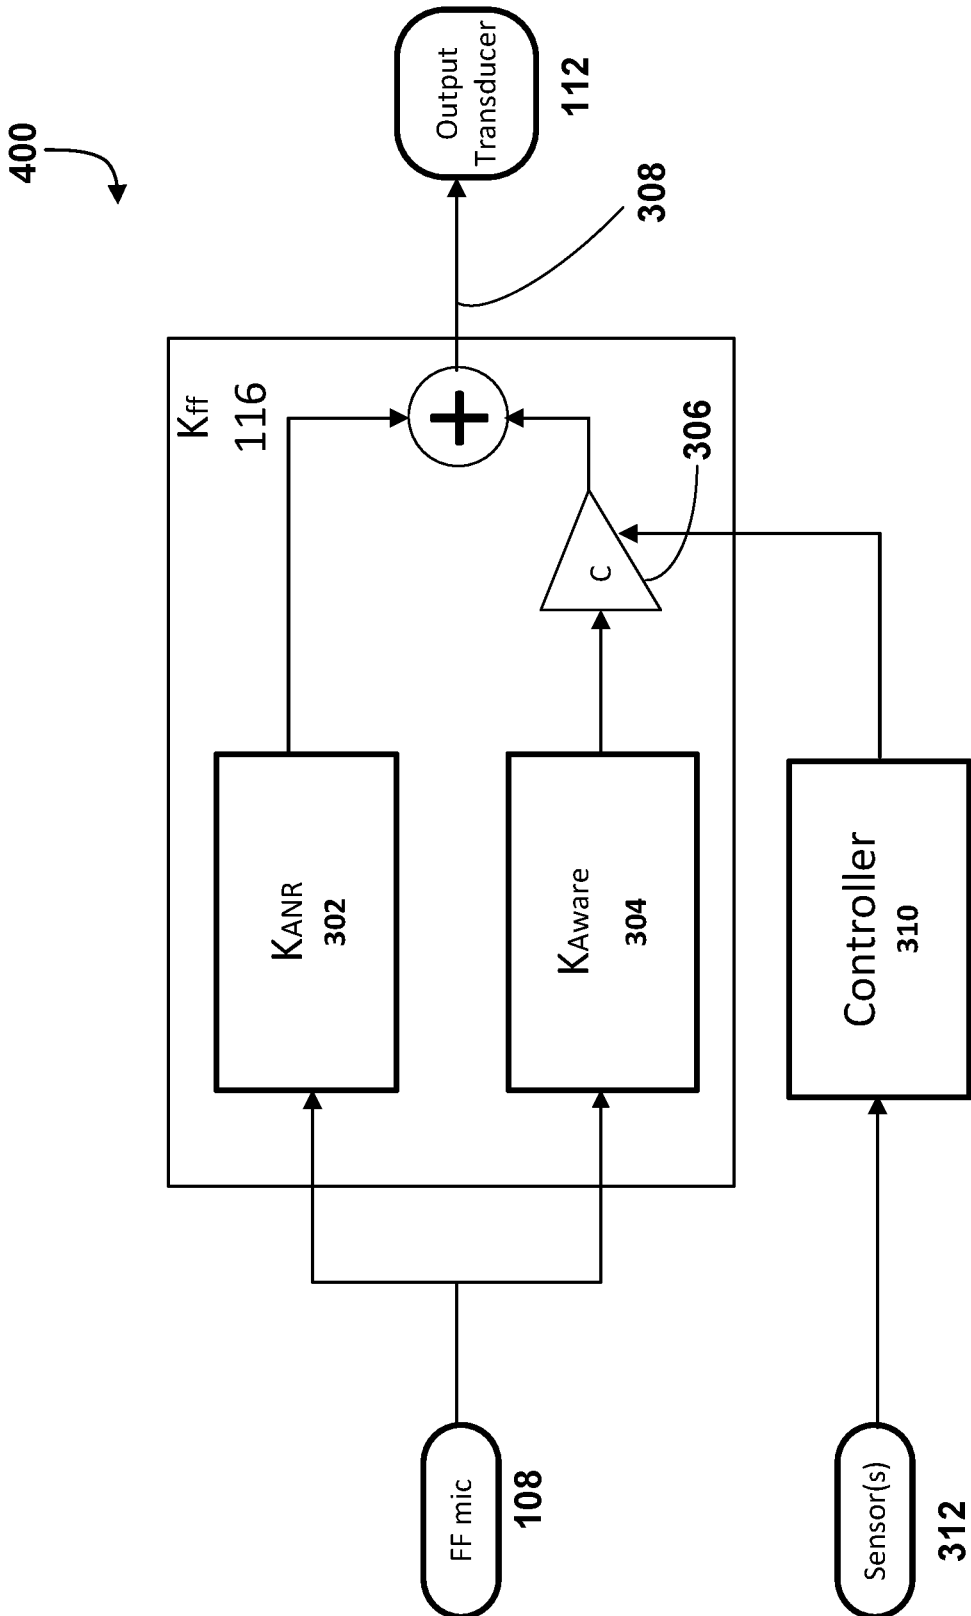 400
Output
Transducer
112
308
Kff
116
306
C
KANR
302
KAware
304
Controller
310
FF mic
108
Sensor(s)
312